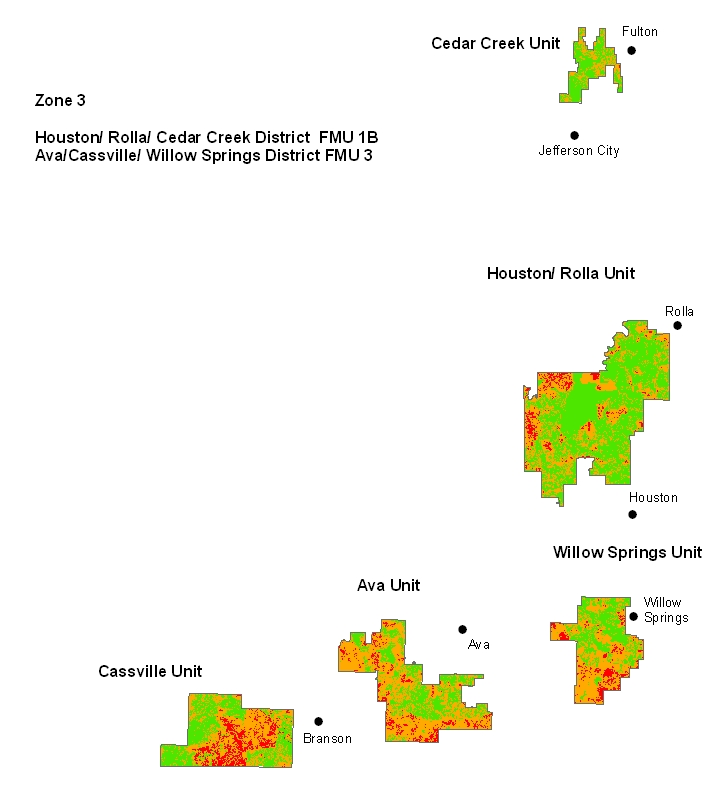 Cedar Creek Unit
Fulton
Zone 3
Houston/ Rolla/ Cedar Creek District FMU 1B
Ava/Cassville/ Willow Springs District FMU 3
Jefferson City
Houston/ Rolla Unit
Rolla
Houston
Willow Springs Unit
Ava Unit
Willow
Springs
Ava
Cassville Unit
Branson